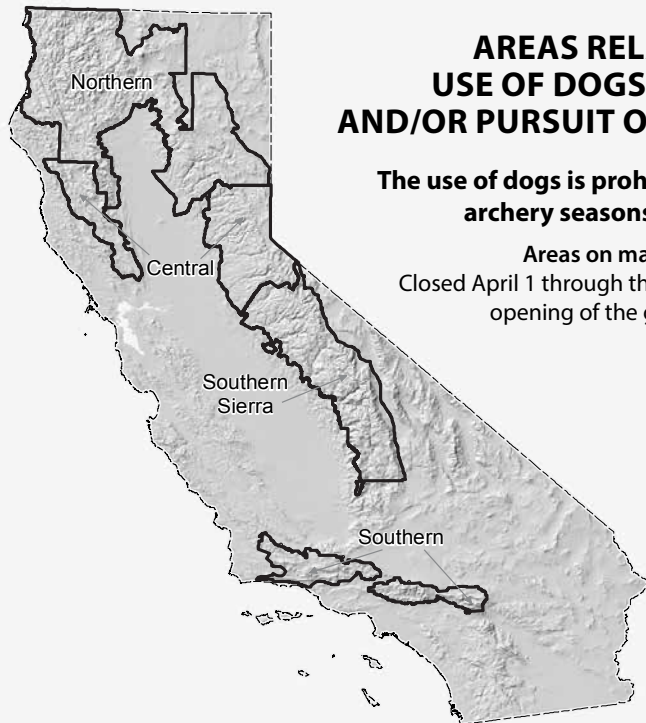 AREAS REL
USE OF DOGS
AND/OR PURSUIT O
The use of dogs is proh
archery seasons
Areas on ma
Closed April 1 through th
opening of the g
Northern
Central
Southern
Sierra
Southern